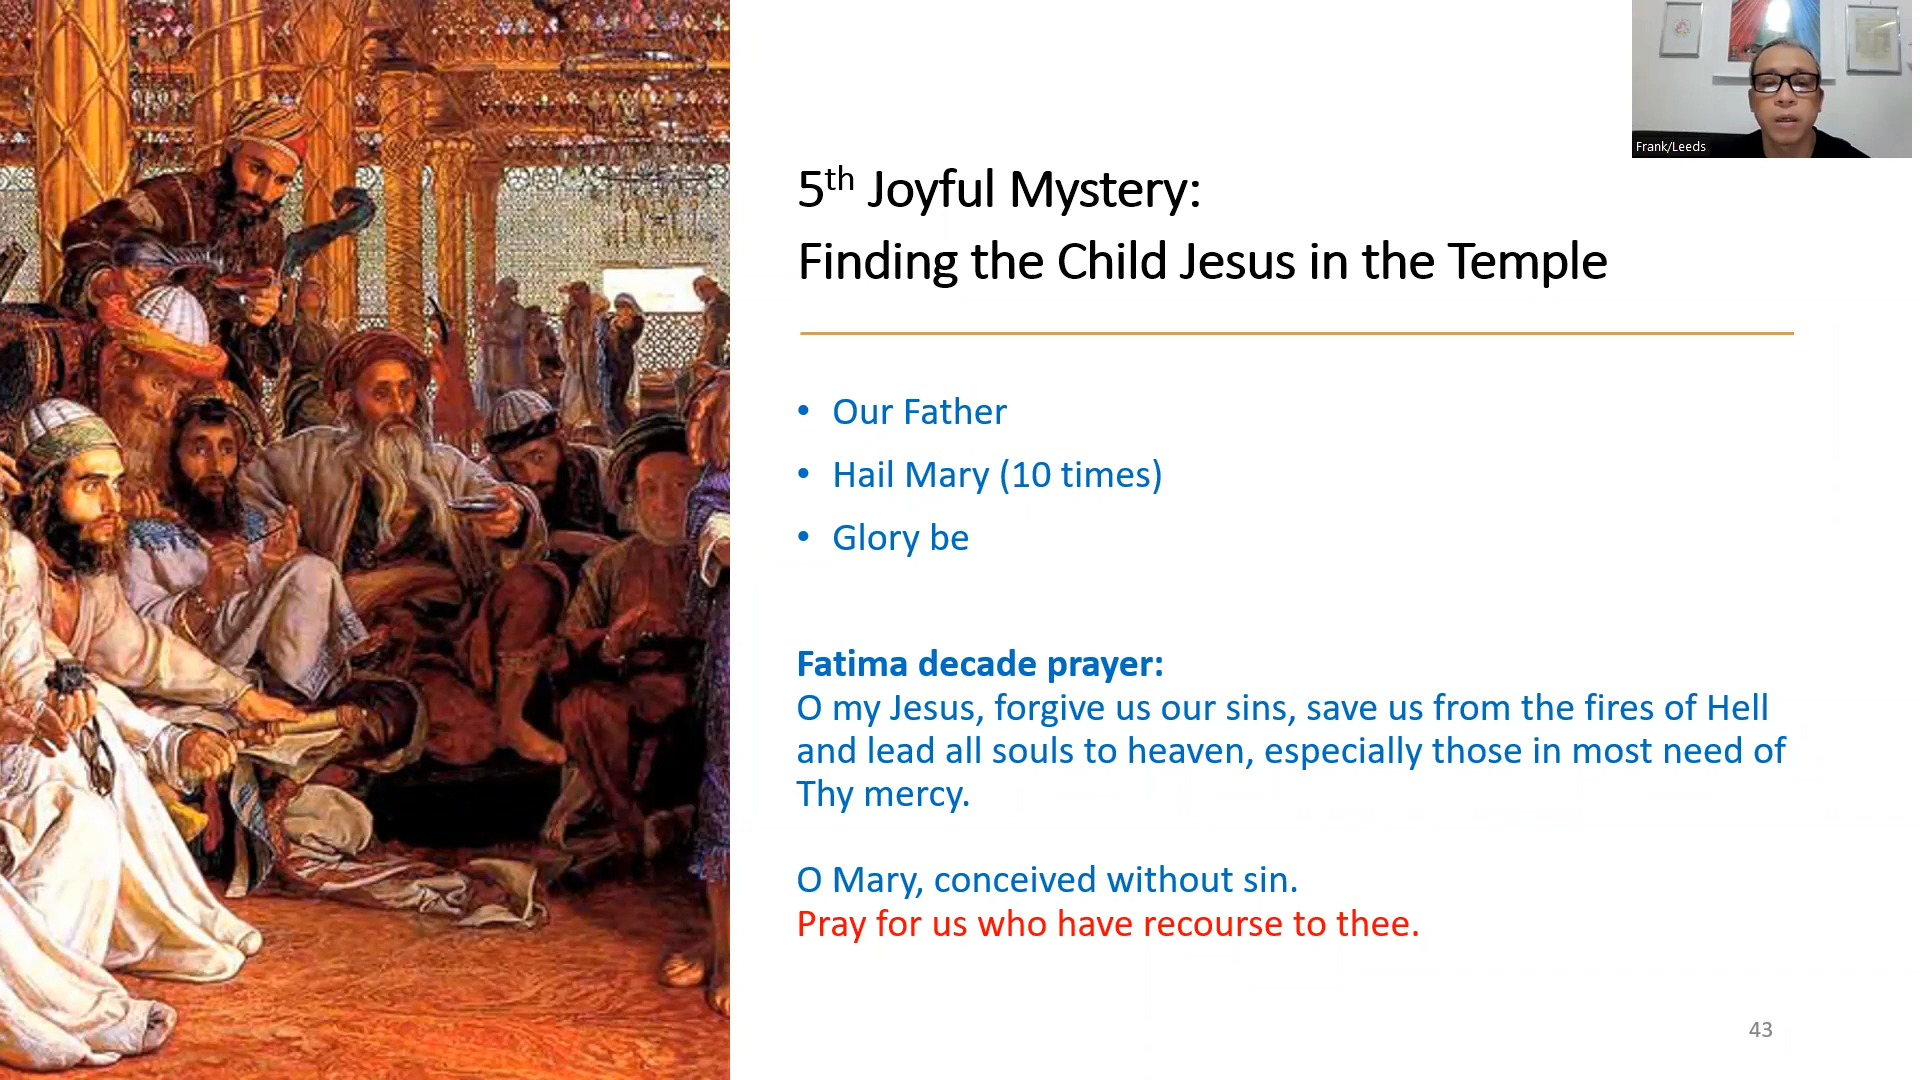 Frank/Leeds
5th Joyful Mystery:
Finding the Child Jesus in the Temple
• Our Father
• Hail Mary (10 times)
• Glory be
Fatima decade prayer:
O my Jesus, forgive us our sins, save us from the fires of Hell
and lead all souls to heaven, especially those in most need of
Thy mercy.
O Mary, conceived without sin.
Pray for us who have recourse to thee.
43